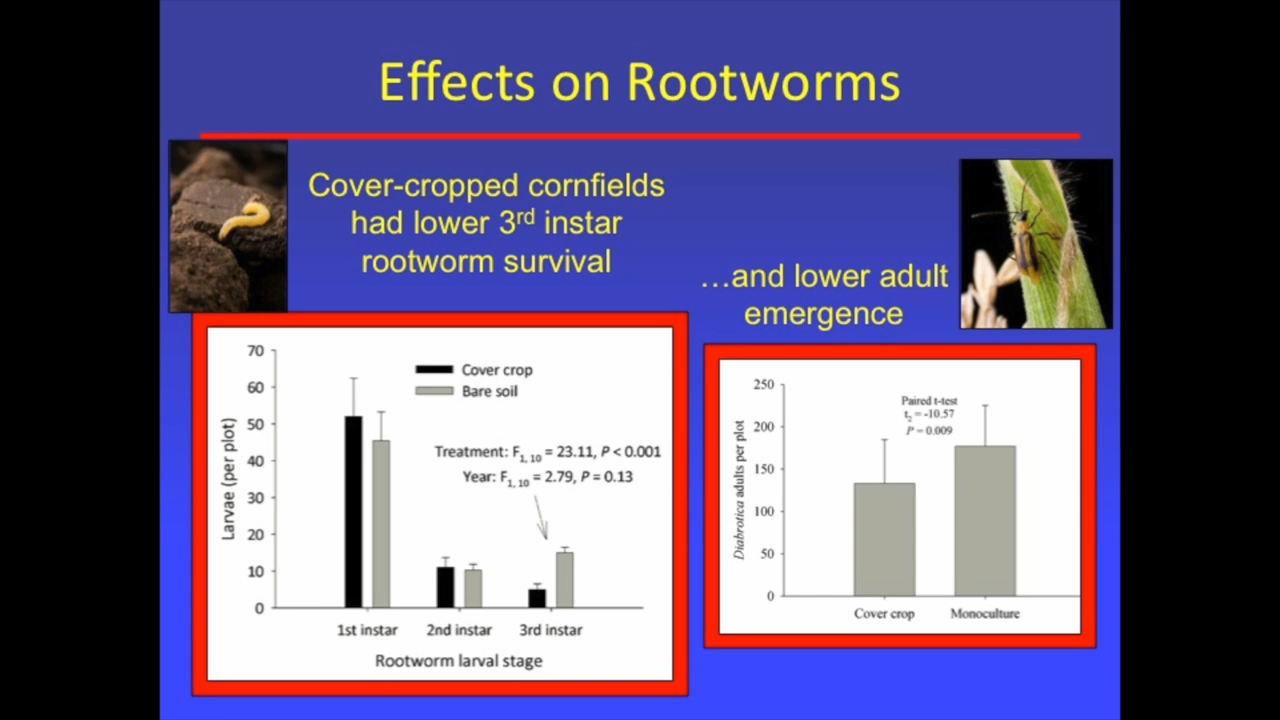 Effects on Rootworms
Cover-cropped cornfields
had lower 3rd instar
rootworm survival
…and lower adult
emergence
70
60
50
40
30
20
10
0
Larvae (per plot)
Cover crop
Bare soil
Treatment: F1, 10 = 23.11, P < 0.001
Year: F1, 10 = 2.79, P = 0.13
1st instar
2nd instar
3rd instar
Rootworm larval stage
250
200
150
100
50
0
Diabrotica adults per plot
Paired t-test
t2 = -10.57
P = 0.009
Cover crop
Monoculture